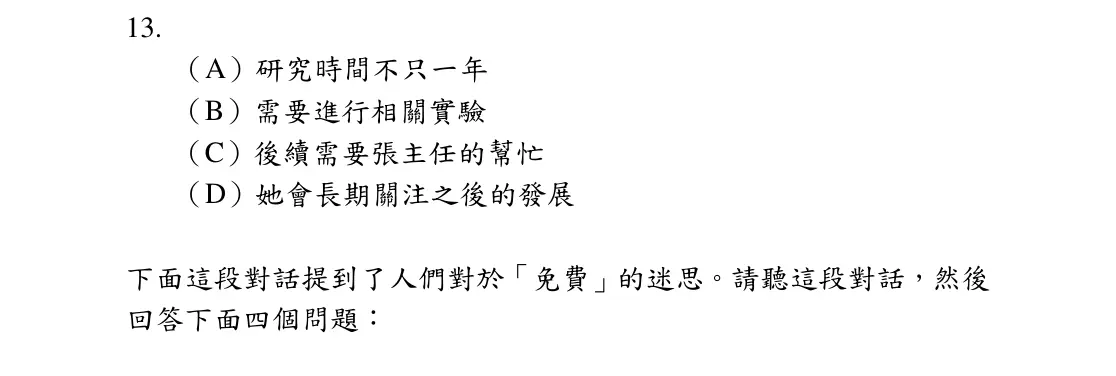 13.
（A）研究時間不只一年
（B）需要進行相關實驗
（C）後續需要張主任的幫忙
（D）她會長期關注之後的發展
下面這段對話提到了人們對於「免費」的迷思。請聽這段對話，然後
回答下面四個問題：